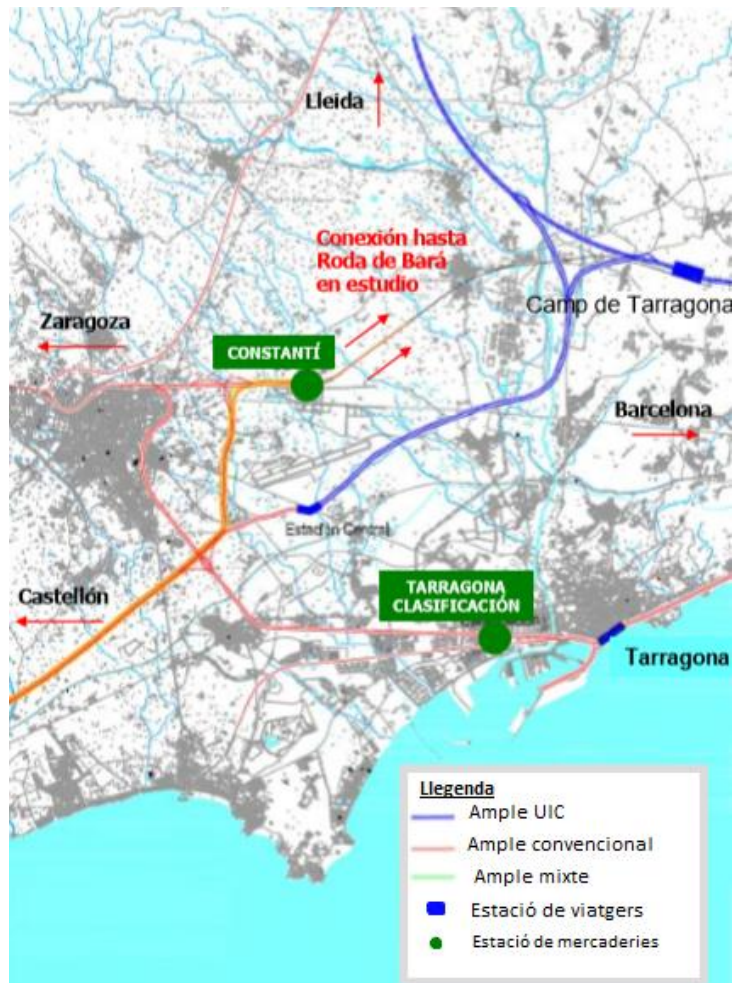 Lleida
Conexión hasta
Roda de Bará
en estudio
Camp de Tarragona
Zaragoza
CONSTANTÍ
Barcelona
Estación Central
Castellón
TARRAGONA
CLASIFICACIÓN
Tarragona
Llegenda
Ample UIC
Ample convencional
Ample mixte
Estació de viatgers
Estació de mercaderies